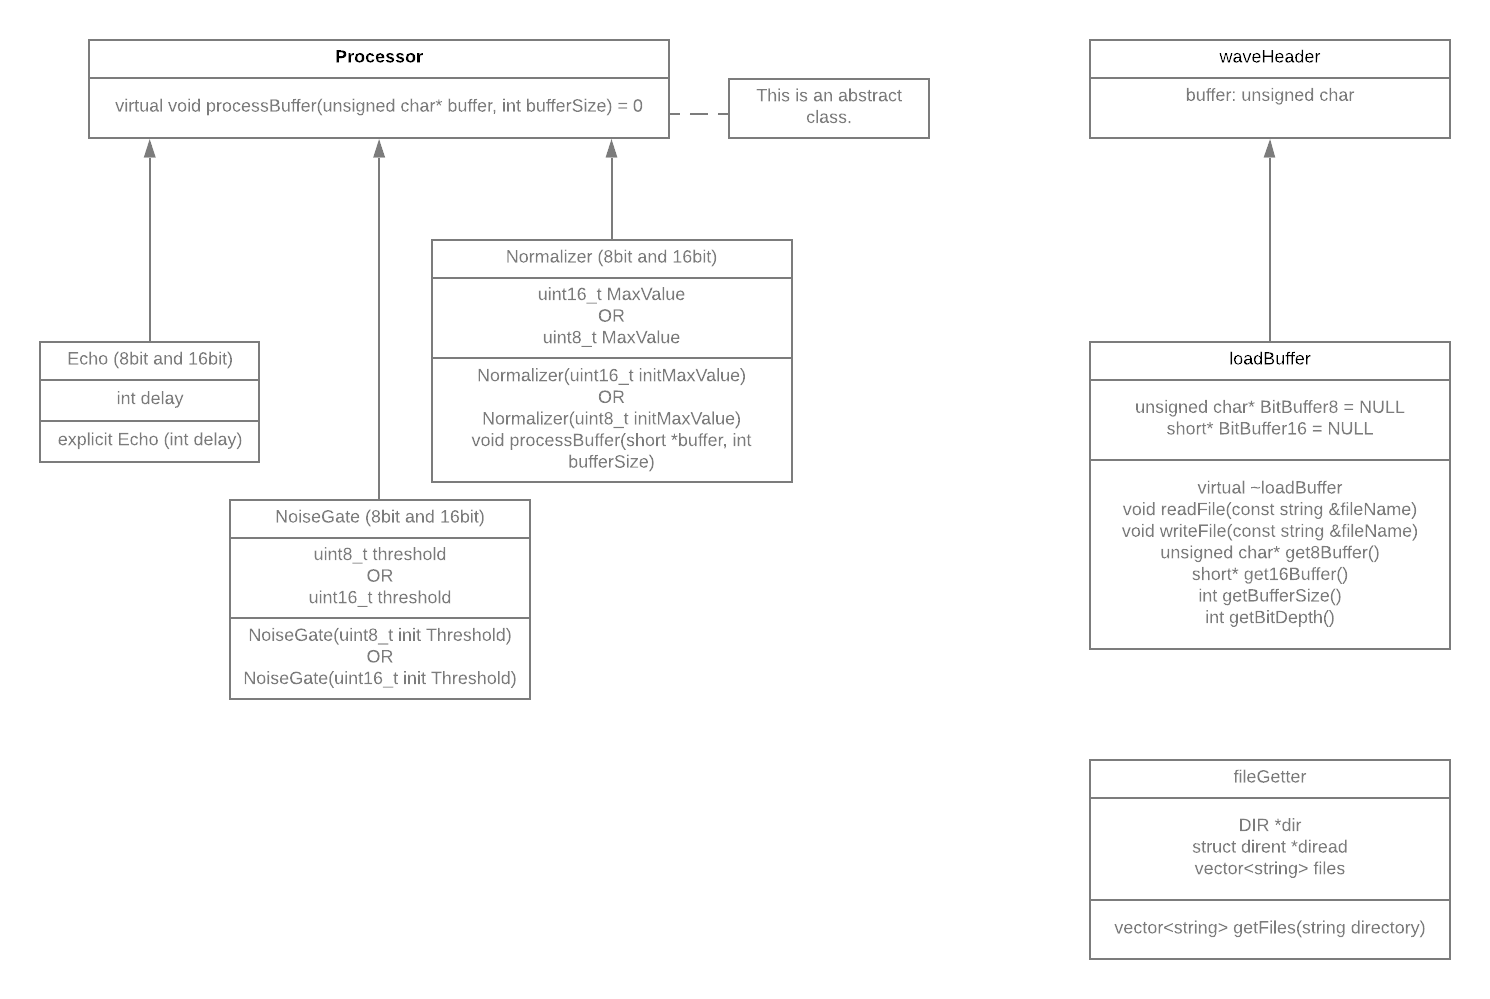 Processor
virtual void processBuffer(unsigned char* buffer, int bufferSize) = 0
This is an abstract
class.
waveHeader
buffer: unsigned char
Normalizer (8bit and 16bit)
uint16_t MaxValue
OR
uint8_t MaxValue
Normalizer(uint16_t initMaxValue)
OR
Normalizer(uint8_t initMaxValue)
void processBuffer(short *buffer, int
bufferSize)
Echo (8bit and 16bit)
int delay
explicit Echo (int delay)
NoiseGate (8bit and 16bit)
uint8_t threshold
OR
uint16_t threshold
NoiseGate(uint8_t init Threshold)
OR
NoiseGate(uint16_t init Threshold)
loadBuffer
unsigned char* BitBuffer8 = NULL
short* BitBuffer16 = NULL
virtual ~loadBuffer
void readFile(const string &fileName)
void writeFile(const string &fileName)
unsigned char* get8Buffer()
short* get16Buffer()
int getBufferSize()
int getBitDepth()
fileGetter
DIR *dir
struct dirent *diread
vector<string> files
vector<string> getFiles(string directory)